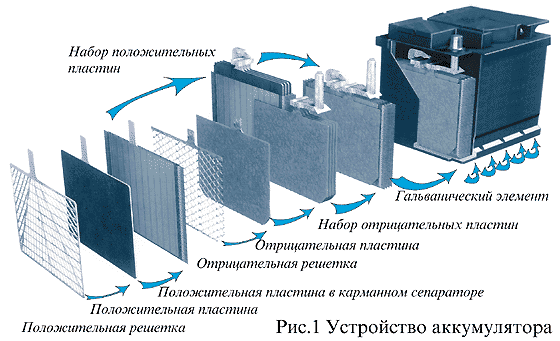 Набор положительных
пластин
Гальванический элемент
Набор отрицательных пластин
Отрицательная пластина
Отрицательная решетка
Положительная пластина в карманном сепараторе
Положительная пластина
Положительная решетка
Рис.1 Устройство аккумулятора